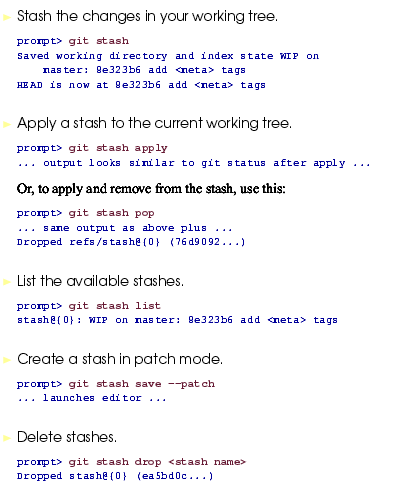 Stash the changes in your working tree.
prompt> git stash
Saved working directory and index state WIP on
master: 8e323b6 add <meta> tags
HEAD is now at 8e323b6 add <meta> tags
Apply a stash to the current working tree.
prompt> git stash apply
... output looks similar to git status after apply ...
Or, to apply and remove from the stash, use this:
prompt> git stash pop
... same output as above plus ...
Dropped refs/stash@{0} (76d9092...)
List the available stashes.
prompt> git stash list
stash@{0}: WIP on master: 8e323b6 add <meta> tags
Create a stash in patch mode.
prompt> git stash save --patch
... launches editor ...
Delete stashes.
prompt> git stash drop <stash name>
Dropped stash@{0} (ea5bd0c...)